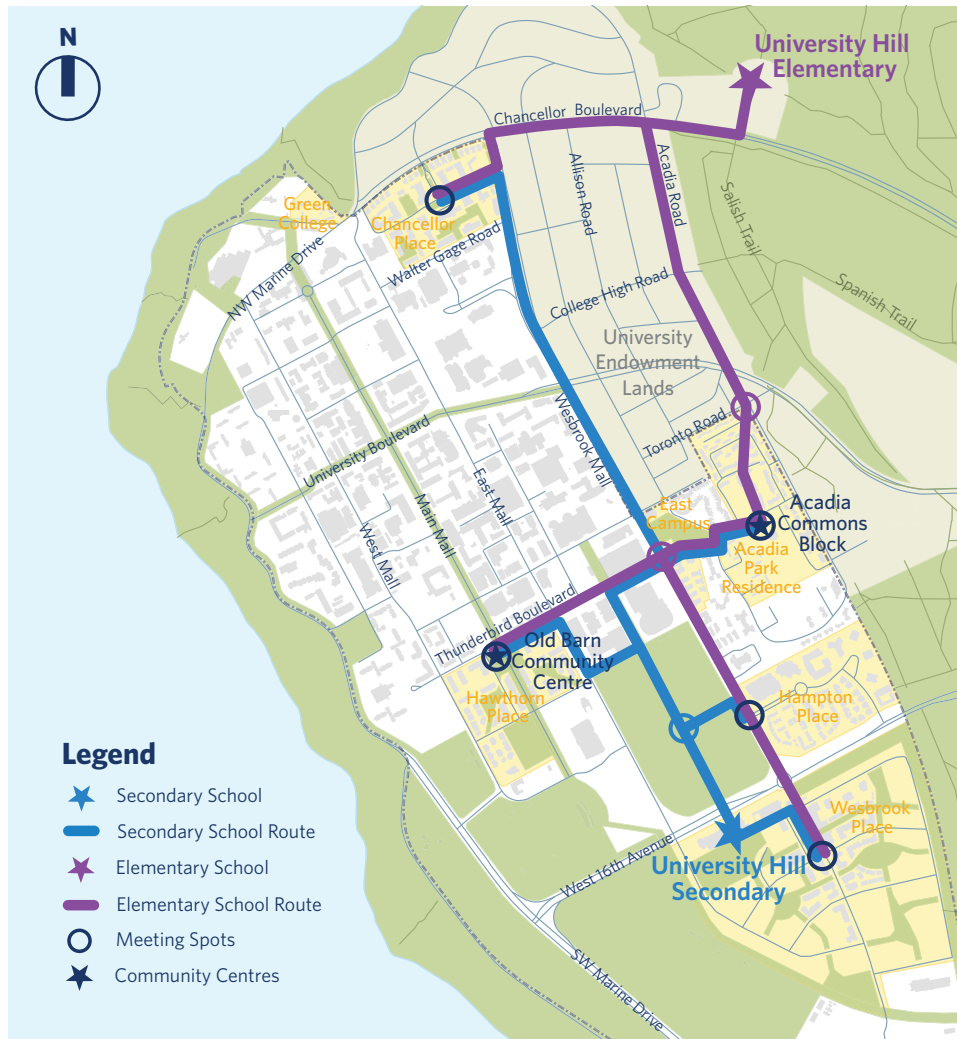 N
University Hill
Elementary
Chancellor Boulevard
Allison Road
Acadia Road
Salish Trail
Spanish Trail
Green
College
Chancellor
Place
NW Marine Drive
Walter Gage Road
College High Road
University
Endowment
Lands
Wesbrook Mall
Toronto Road
University Boulevard
East Mall
Main Mall
West Mall
East
Campus
Acadia
Commons
Block
Acadia
Park
Residence
Thunderbird Boulevard
Old Barn
Community
Centre
Hawthorn
Place
Hampton
Place
Wesbrook
Place
West 16th Avenue
University Hill
Secondary
SW Marine Drive
Legend
Secondary School
Secondary School Route
Elementary School
Elementary School Route
Meeting Spots
Community Centres